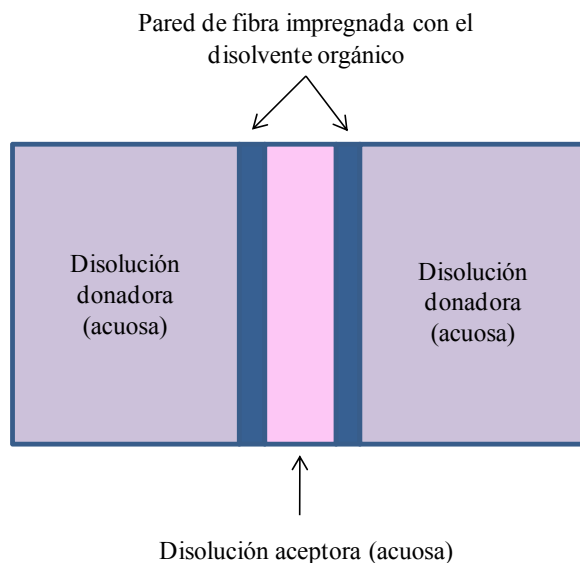 Pared de fibra impregnada con el
disolvente orgánico
Disolución
donadora
(acuosa)
Disolución
donadora
(acuosa)
Disolución aceptora (acuosa)